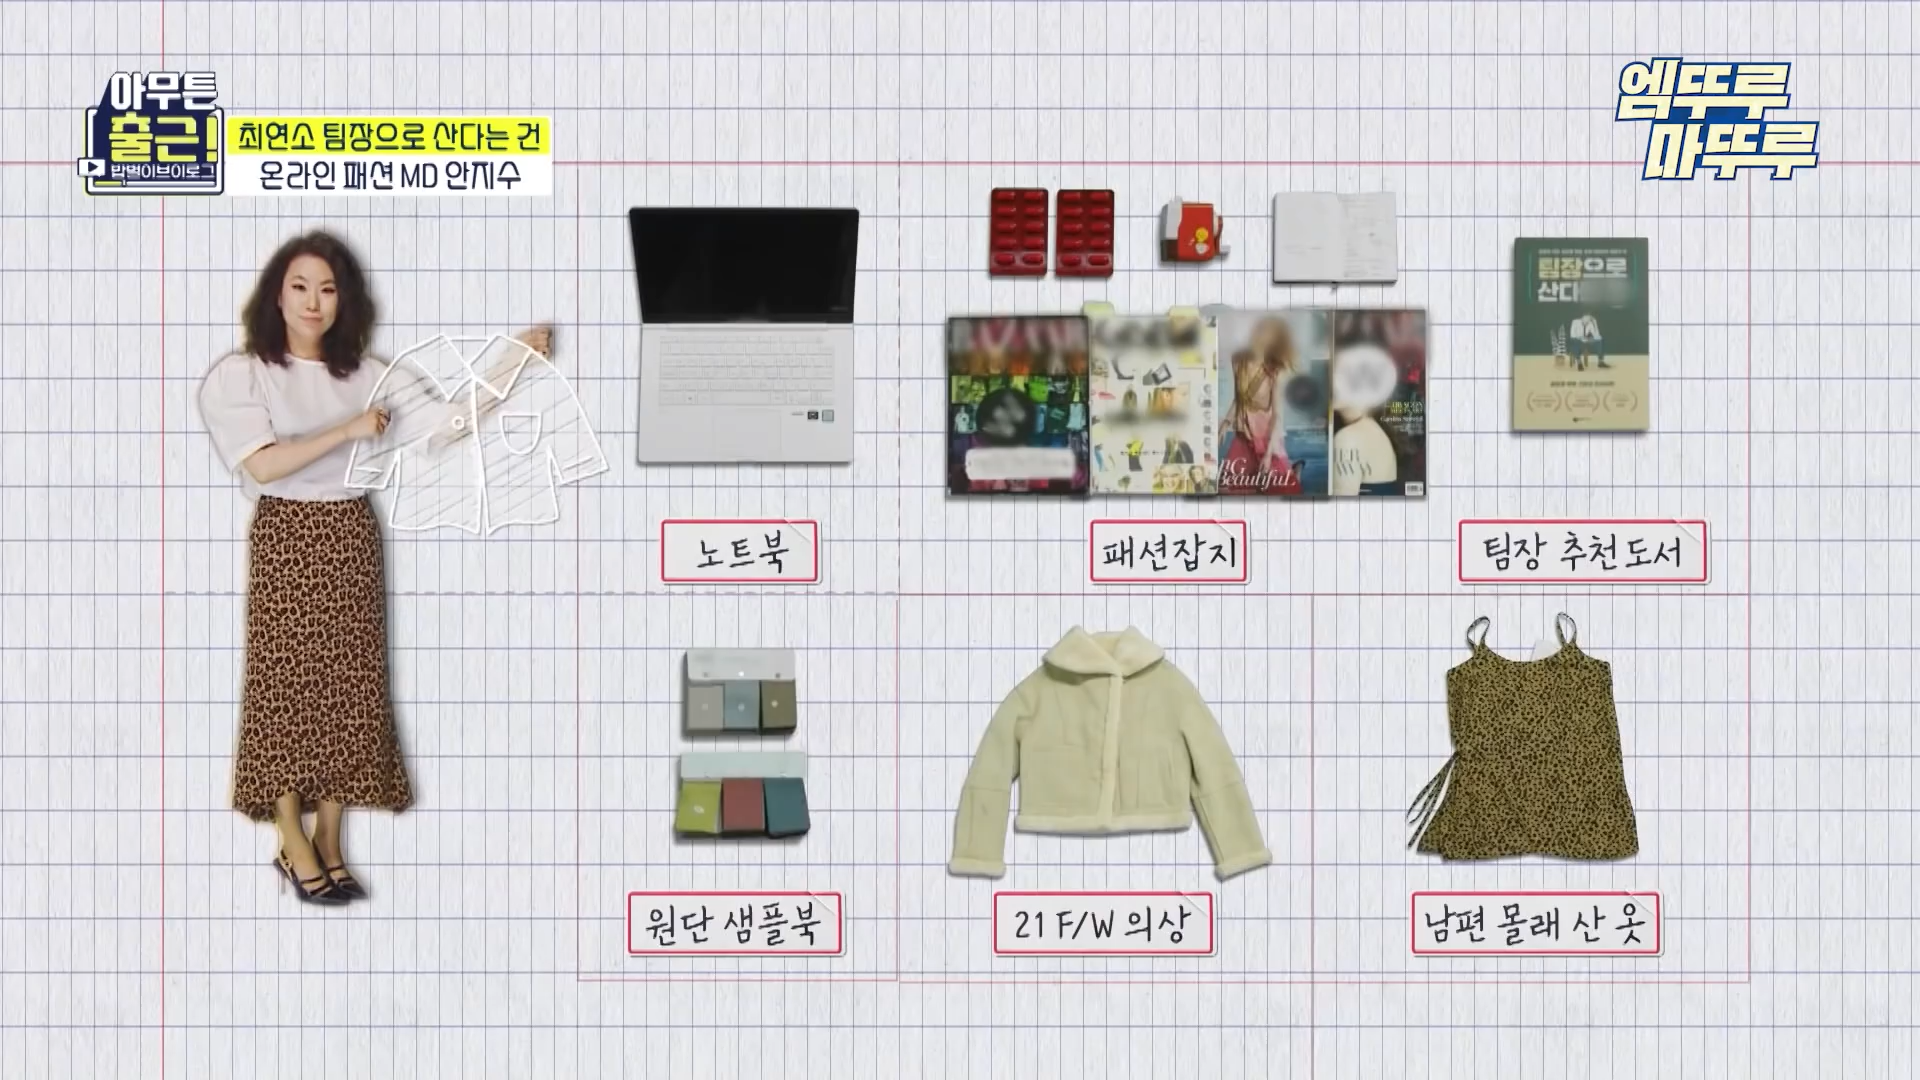 아무튼
출근!
밥벌이브이로그
최연소 팀장으로 산다는 건
온라인 패션 MD 안지수
엠뚜루
마뚜루
팀장으로
산다
BG
Beautiful
노트북
패션잡지
팀장 추천도서
원단 샘플북
21 F/W 의상
남편 몰래 산 옷